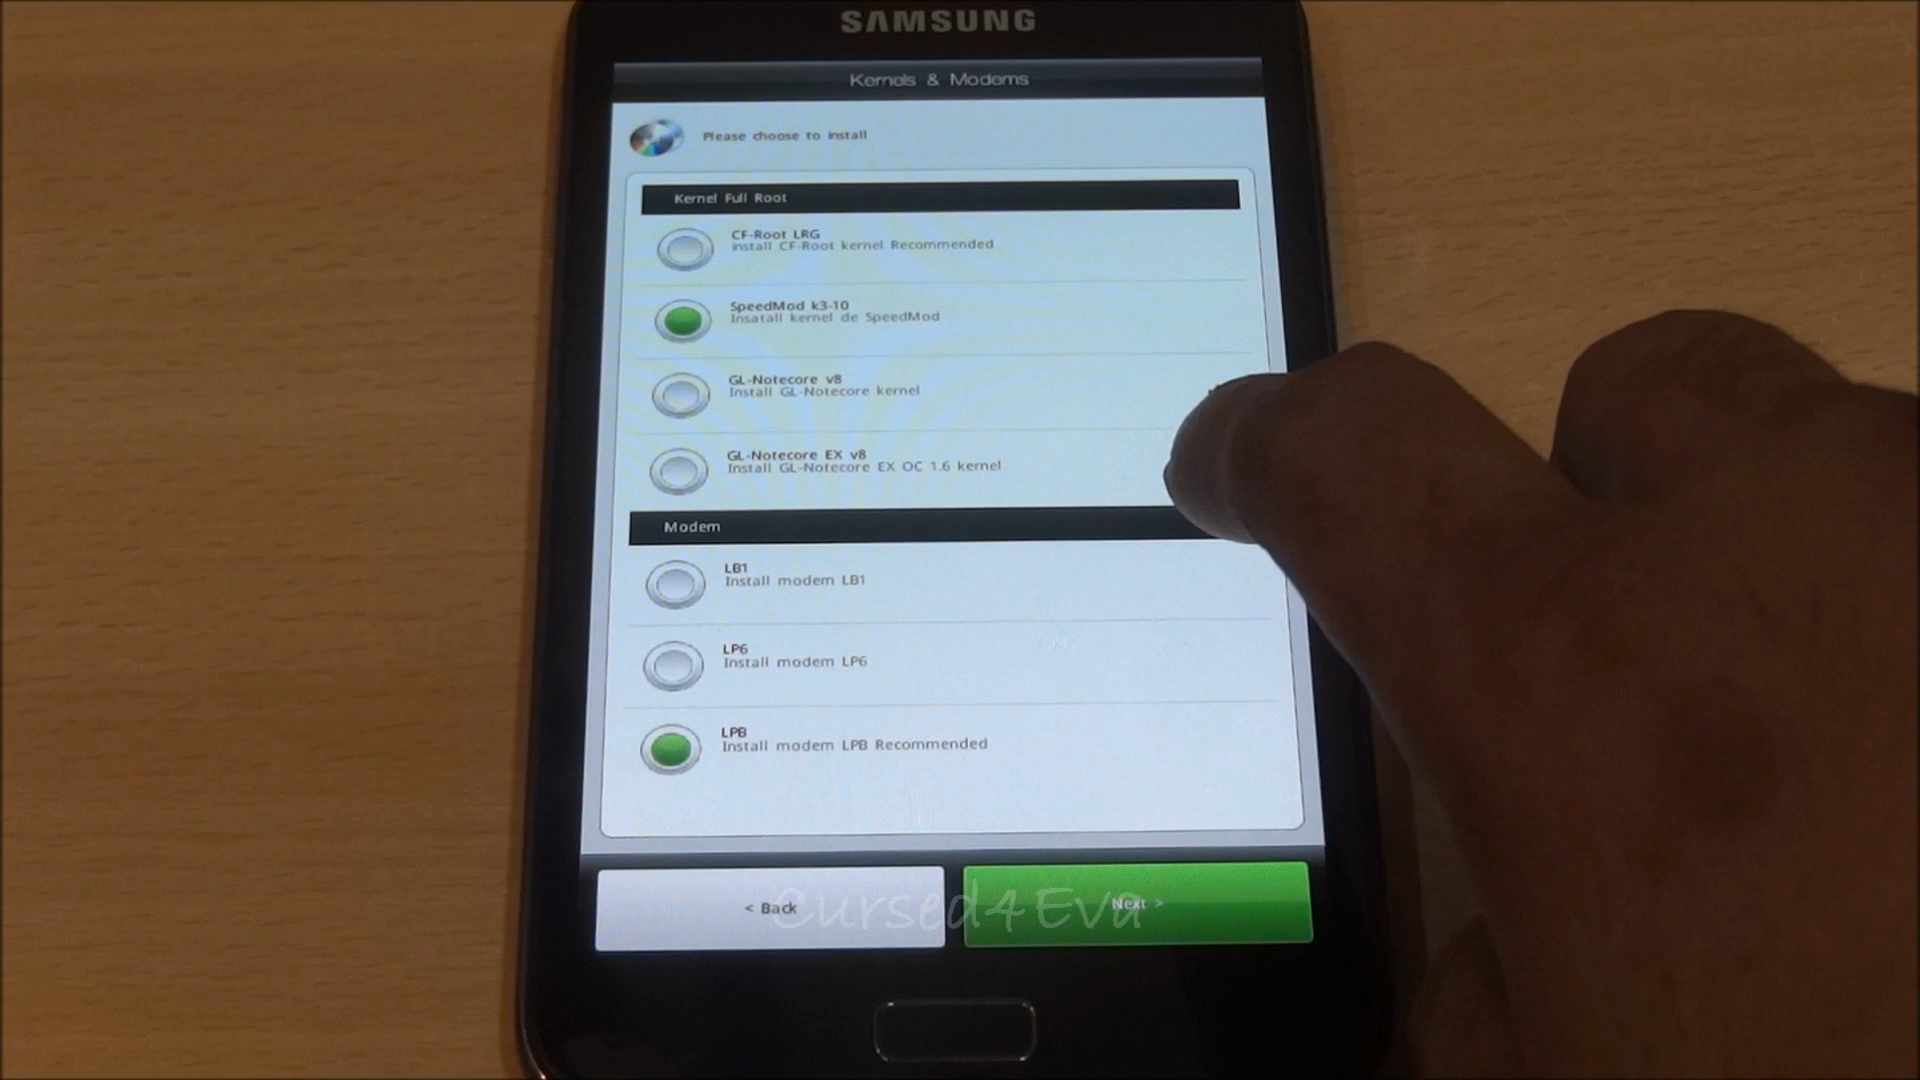 SAMSUNG
Kernels & Modems
Please choose to install
Kernel Full Root
CF-Root LRG
Install CF-Root kernel Recommended
SpeedMod k3-10
Insatall kernel de SpeedMod
GL-Notecore v8
Install GL-Notecore kernel
GL-Notecore EX v8
Install GL-Notecore EX OC 1.6 kernel
Modem
LB1
Install modem LB1
LP6
Install modem LP6
LPB
Install modem LPB Recommended
< Back
Next >
Cursed4Eva